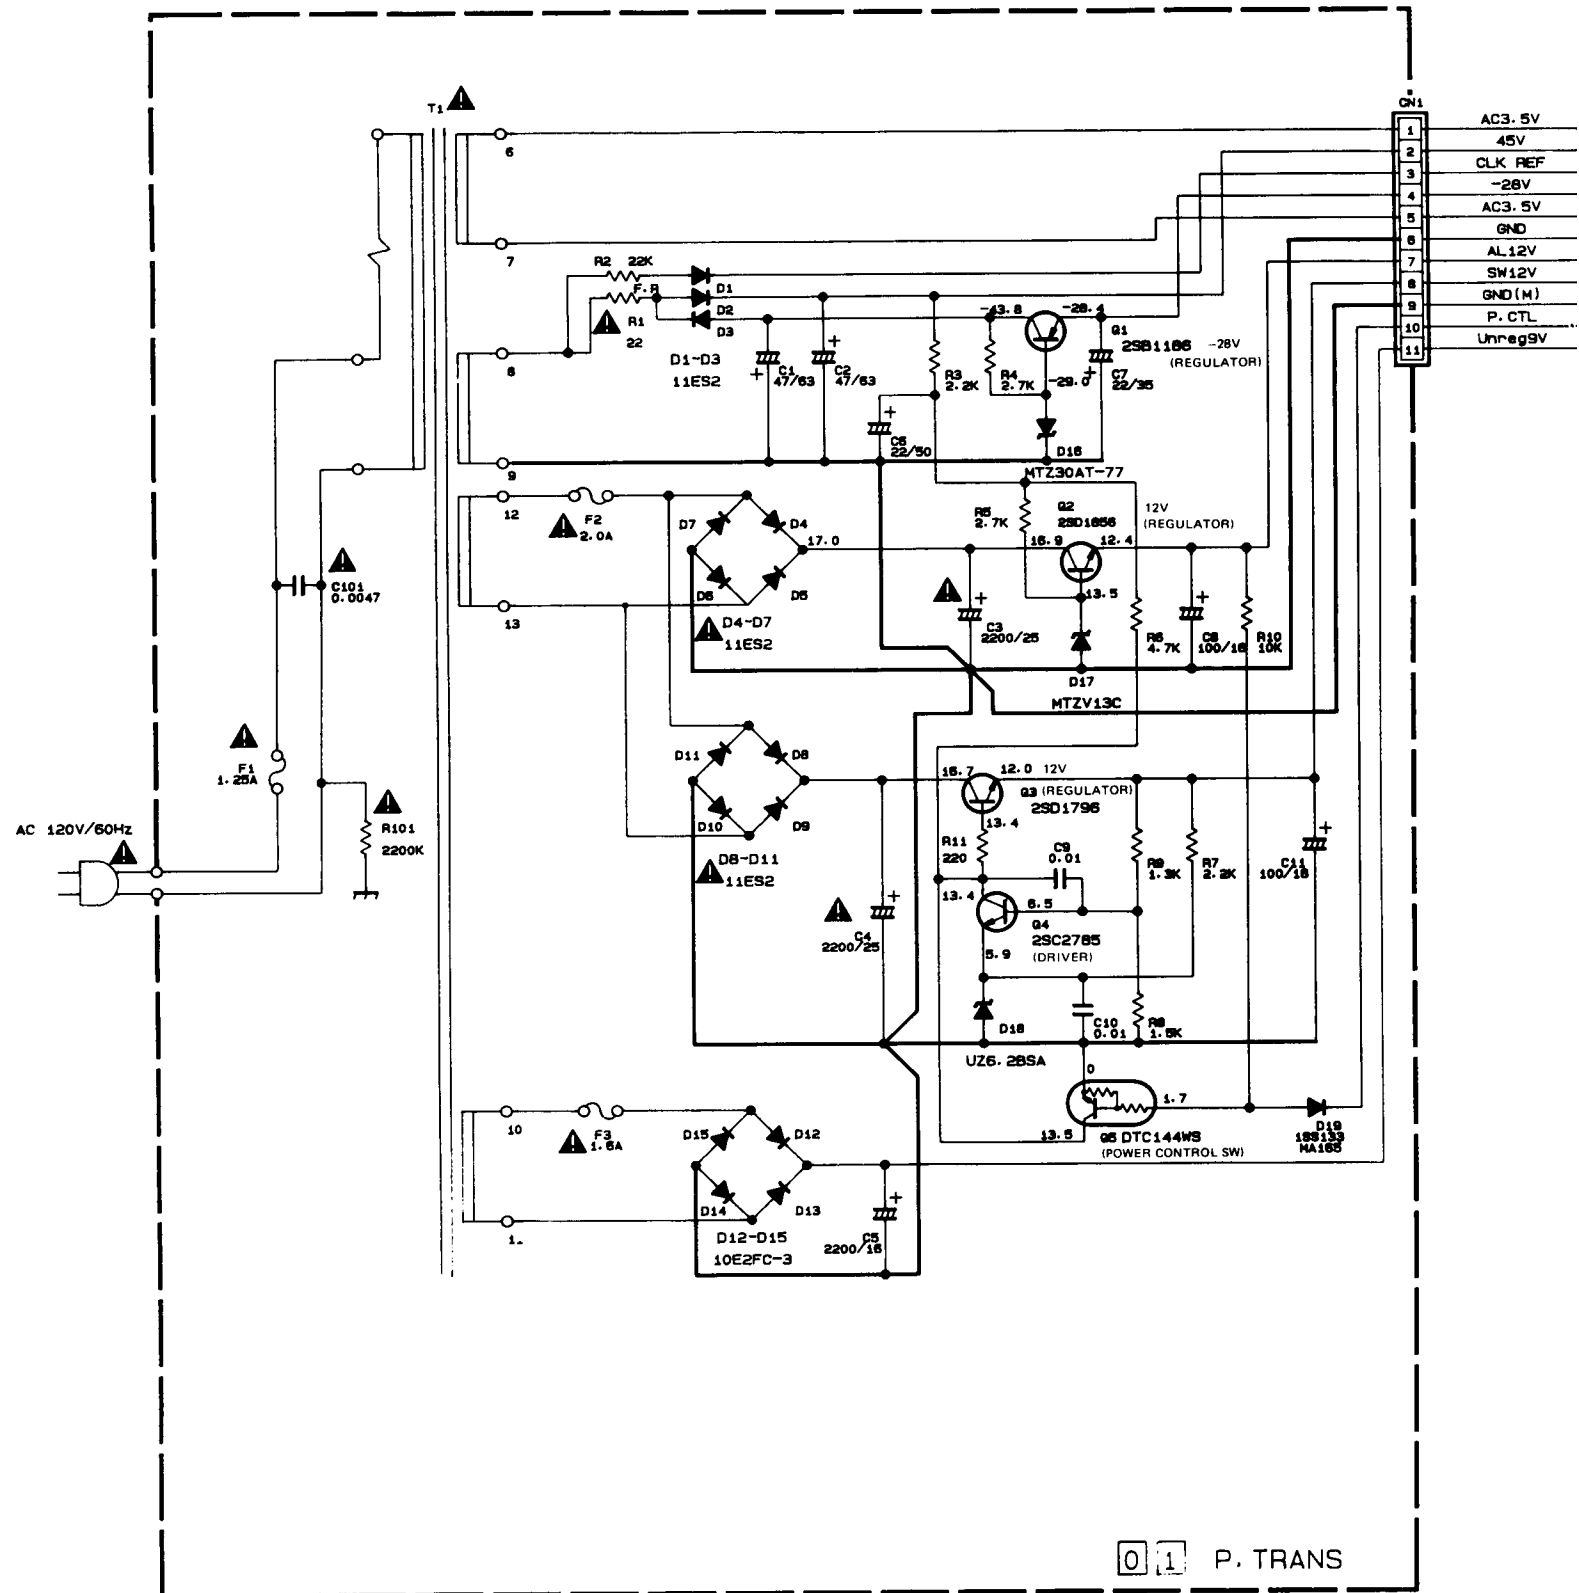 T1
CN1
1 AC3.5V
2 45V
3 CLK REF
4 -28V
5 AC3.5V
6 GND
7 AL12V
8 SW12V
9 GND(M)
10 P.CTL
11 Unreg9V
6
7
R2 22K
F.R
R1
22
D1
D2
D3
8
D1~D3
11ES2
C1
47/63
C2
47/63
R3
2.2K
-43.8
-28.4
R4
2.7K
-29.0
Q1
2SB1186 -28V
(REGULATOR)
C7
22/35
C6
22/50
D16
MTZ30AT-77
9
12
F2
2.0A
13
D7
D4
D6
D5
17.0
D4~D7
11ES2
R5
2.7K
Q2
2SD1856
12V
(REGULATOR)
16.9
12.4
13.5
C3
2200/25
D17
MTZV13C
R6
4.7K
C8
100/16
R10
10K
C101
0.0047
F1
1.25A
R101
2200K
AC 120V/60Hz
D11
D8
D10
D9
D8~D11
11ES2
C4
2200/25
16.7
12.0 12V
Q3 (REGULATOR)
2SD1796
13.4
R11
220
C9
0.01
R9
1.3K
R7
2.2K
C11
100/16
13.4
6.5
Q4
2SC2785
(DRIVER)
5.9
D18
UZ6.2BSA
C10
0.01
R8
1.5K
0
1.7
13.5
Q5 DTC144WS
(POWER CONTROL SW)
D19
1SS133
MA165
10
F3
1.6A
D15
D12
D14
D13
D12-D15
10E2FC-3
C5
2200/16
0 1 P. TRANS